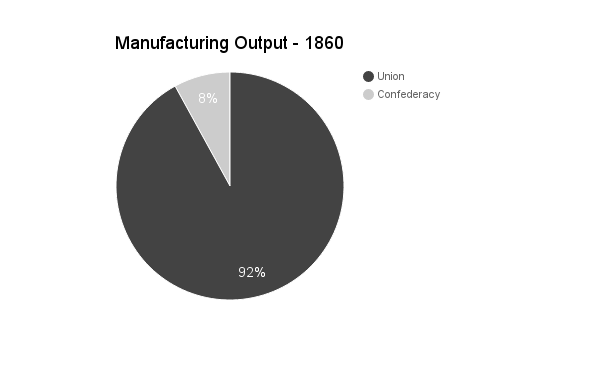 Manufacturing Output - 1860
Union
Confederacy
8%
92%